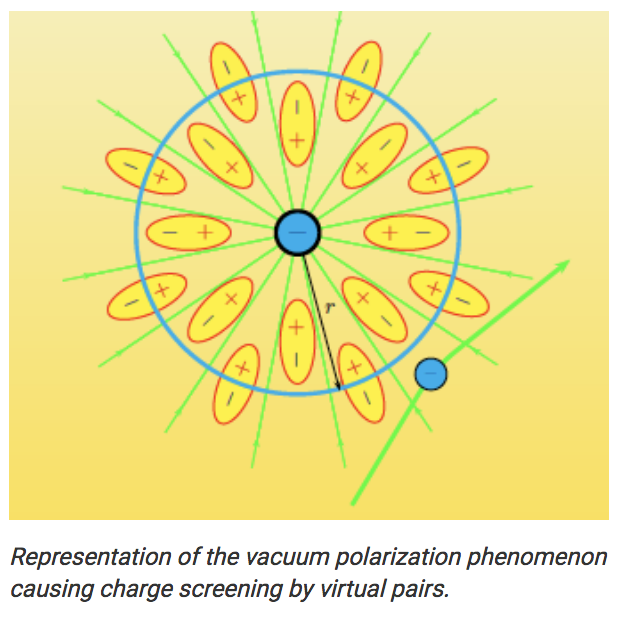 r
Representation of the vacuum polarization phenomenon
causing charge screening by virtual pairs.